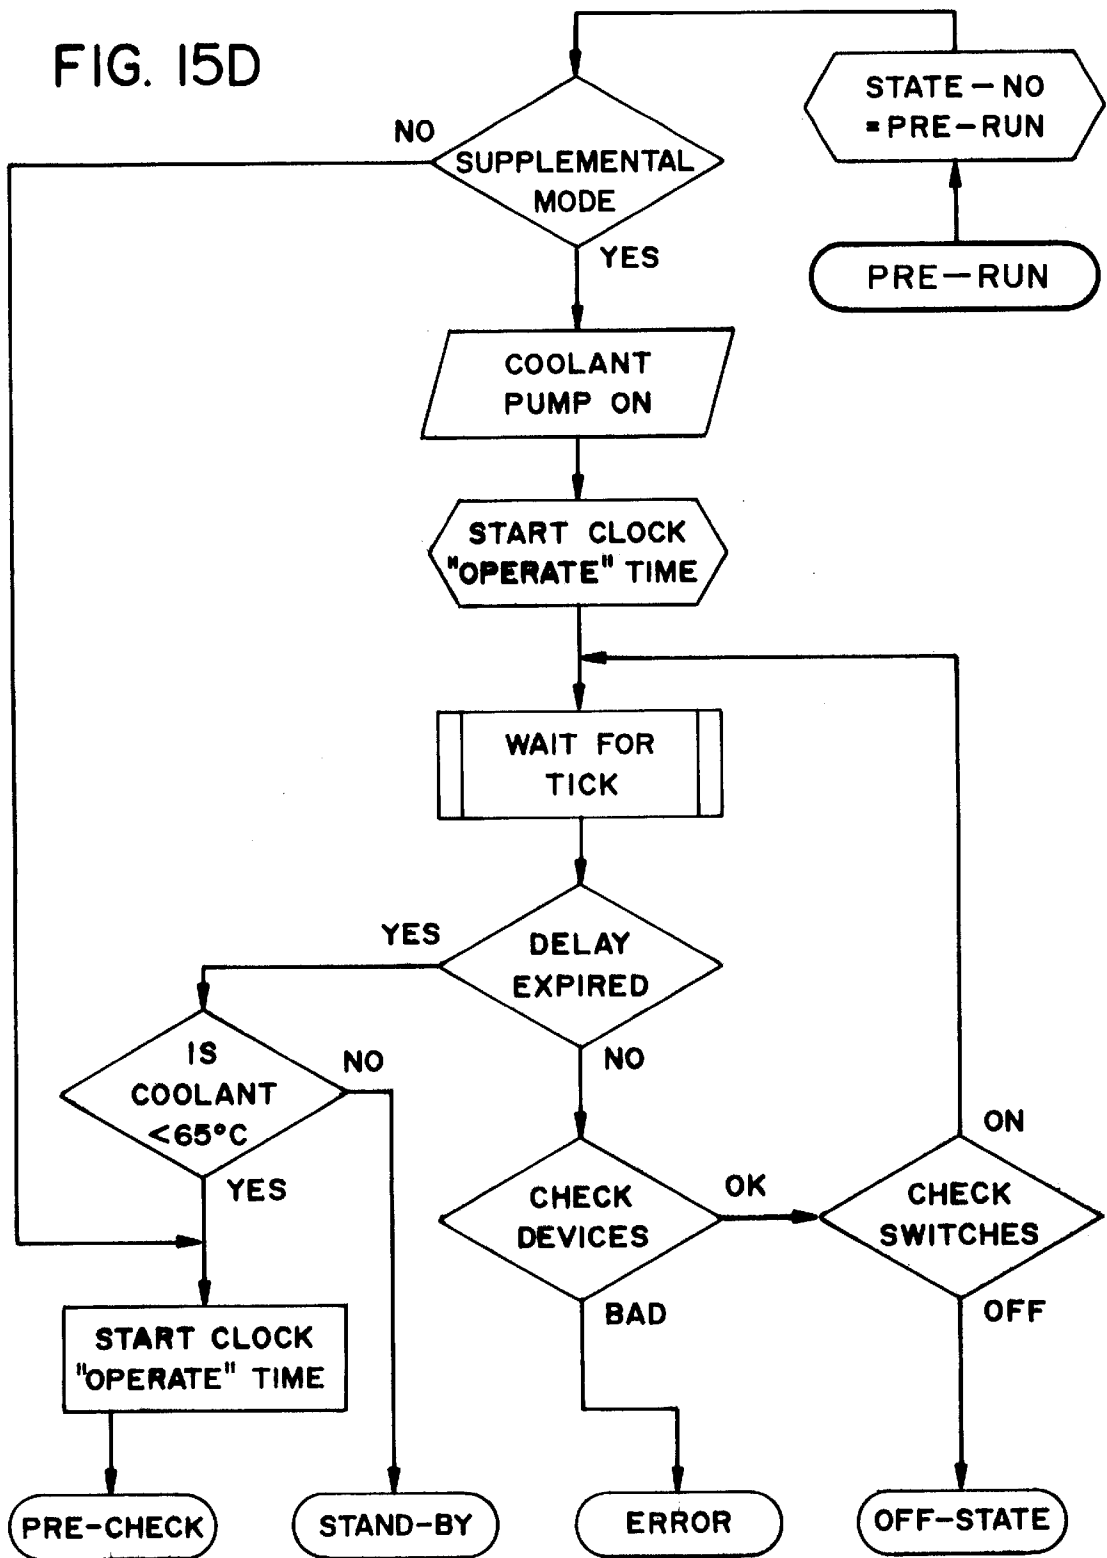 FIG. 15D
STATE-NO
= PRE-RUN
PRE-RUN
NO
SUPPLEMENTAL
MODE
YES
COOLANT
PUMP ON
START CLOCK
"OPERATE" TIME
WAIT FOR
TICK
YES
DELAY
EXPIRED
NO
IS
COOLANT
<65°C
NO
YES
CHECK
DEVICES
OK
BAD
CHECK
SWITCHES
ON
OFF
START CLOCK
"OPERATE" TIME
PRE-CHECK
STAND-BY
ERROR
OFF-STATE